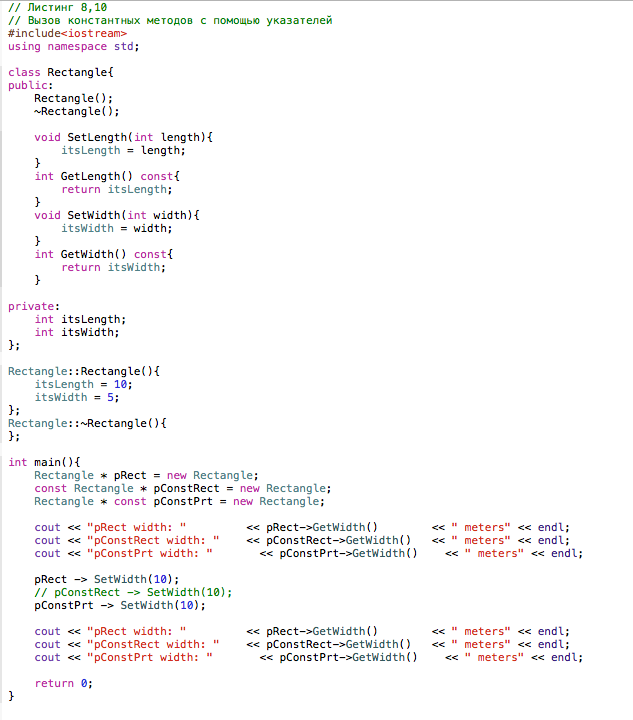 // Листинг 8,10
// Вызов константных методов с помощью указателей
#include<iostream>
using namespace std;
class Rectangle{
public:
    Rectangle();
    ~Rectangle();
    void SetLength(int length){
        itsLength = length;
    }
    int GetLength() const{
        return itsLength;
    }
    void SetWidth(int width){
        itsWidth = width;
    }
    int GetWidth() const{
        return itsWidth;
    }
private:
    int itsLength;
    int itsWidth;
};
Rectangle::Rectangle(){
    itsLength = 10;
    itsWidth = 5;
};
Rectangle::~Rectangle(){
};
int main(){
    Rectangle * pRect = new Rectangle;
    const Rectangle * pConstRect = new Rectangle;
    Rectangle * const pConstPrt = new Rectangle;
    cout << "pRect width: "         << pRect->GetWidth()        << " meters" << endl;
    cout << "pConstRect width: "    << pConstRect->GetWidth()   << " meters" << endl;
    cout << "pConstPrt width: "       << pConstPrt->GetWidth()    << " meters" << endl;
    pRect -> SetWidth(10);
    // pConstRect -> SetWidth(10);
    pConstPrt -> SetWidth(10);
    cout << "pRect width: "         << pRect->GetWidth()        << " meters" << endl;
    cout << "pConstRect width: "    << pConstRect->GetWidth()   << " meters" << endl;
    cout << "pConstPrt width: "       << pConstPrt->GetWidth()    << " meters" << endl;
    return 0;
}